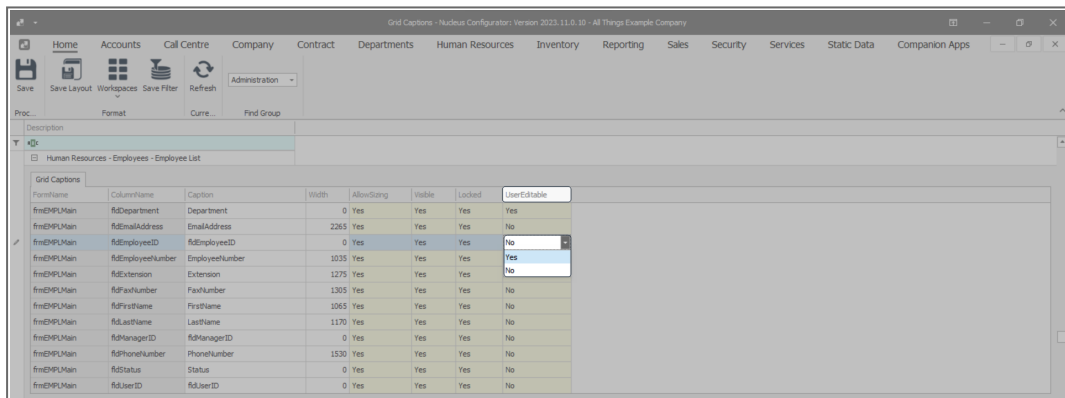 Grid Captions - Nucleus Configurator: Version 2023.11.0.10 - All Things Example Company
Home Accounts Call Centre Company Contract Departments Human Resources Inventory Reporting Sales Security Services Static Data Companion Apps
Save Save Layout Workspaces Save Filter Refresh Administration
Proc... Format Curre... Find Group
Description
Human Resources - Employees - Employee List
Grid Captions
FormName ColumnName Caption Width AllowSizing Visible Locked UserEditable
frmEMPLMain fldDepartment Department 0 Yes Yes Yes Yes
frmEMPLMain fldEmailAddress EmailAddress 2265 Yes Yes Yes No
frmEMPLMain fldEmployeeID fldEmployeeID 0 Yes Yes Yes No
frmEMPLMain fldEmployeeNumber EmployeeNumber 1035 Yes Yes Yes Yes
frmEMPLMain fldExtension Extension 1275 Yes Yes Yes No
frmEMPLMain fldFaxNumber FaxNumber 1305 Yes Yes Yes No
frmEMPLMain fldFirstName FirstName 1065 Yes Yes Yes No
frmEMPLMain fldLastName LastName 1170 Yes Yes Yes No
frmEMPLMain fldManagerID fldManagerID 0 Yes Yes Yes No
frmEMPLMain fldPhoneNumber PhoneNumber 1530 Yes Yes Yes No
frmEMPLMain fldStatus Status 0 Yes Yes Yes No
frmEMPLMain fldUserID fldUserID 0 Yes Yes Yes No